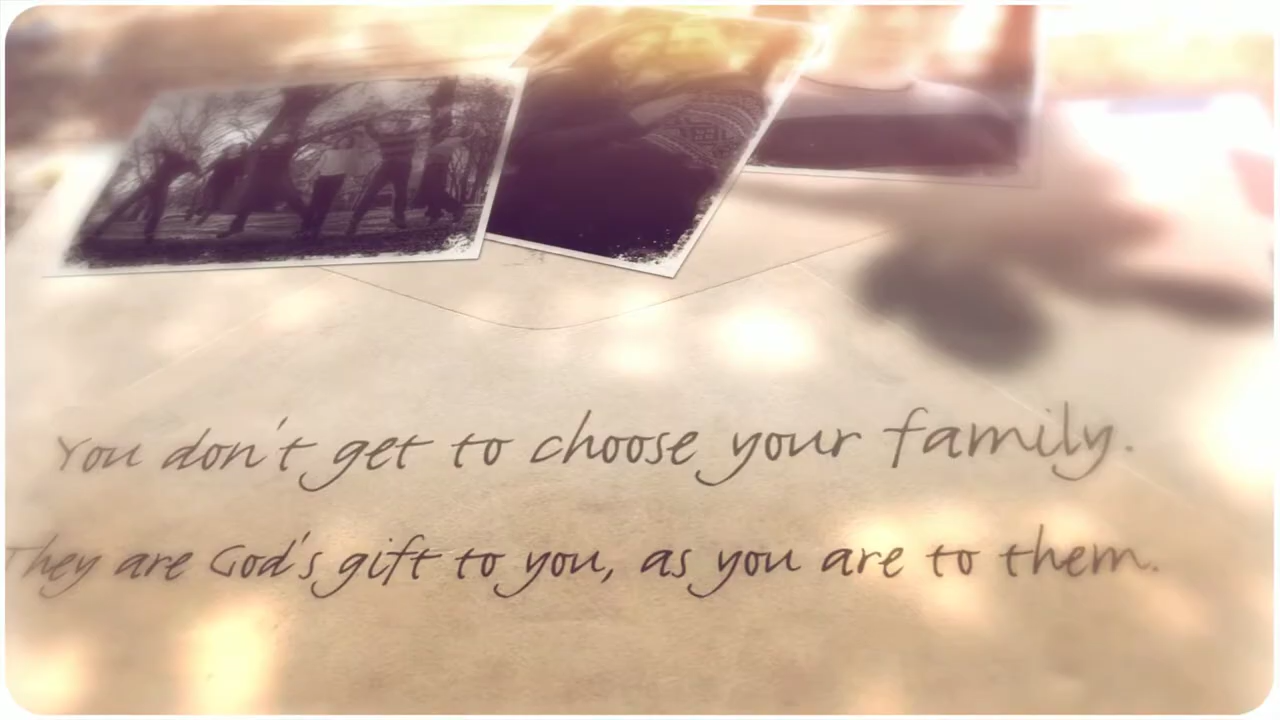 You don't get to choose your family.
They are God's gift to you, as you are to them.